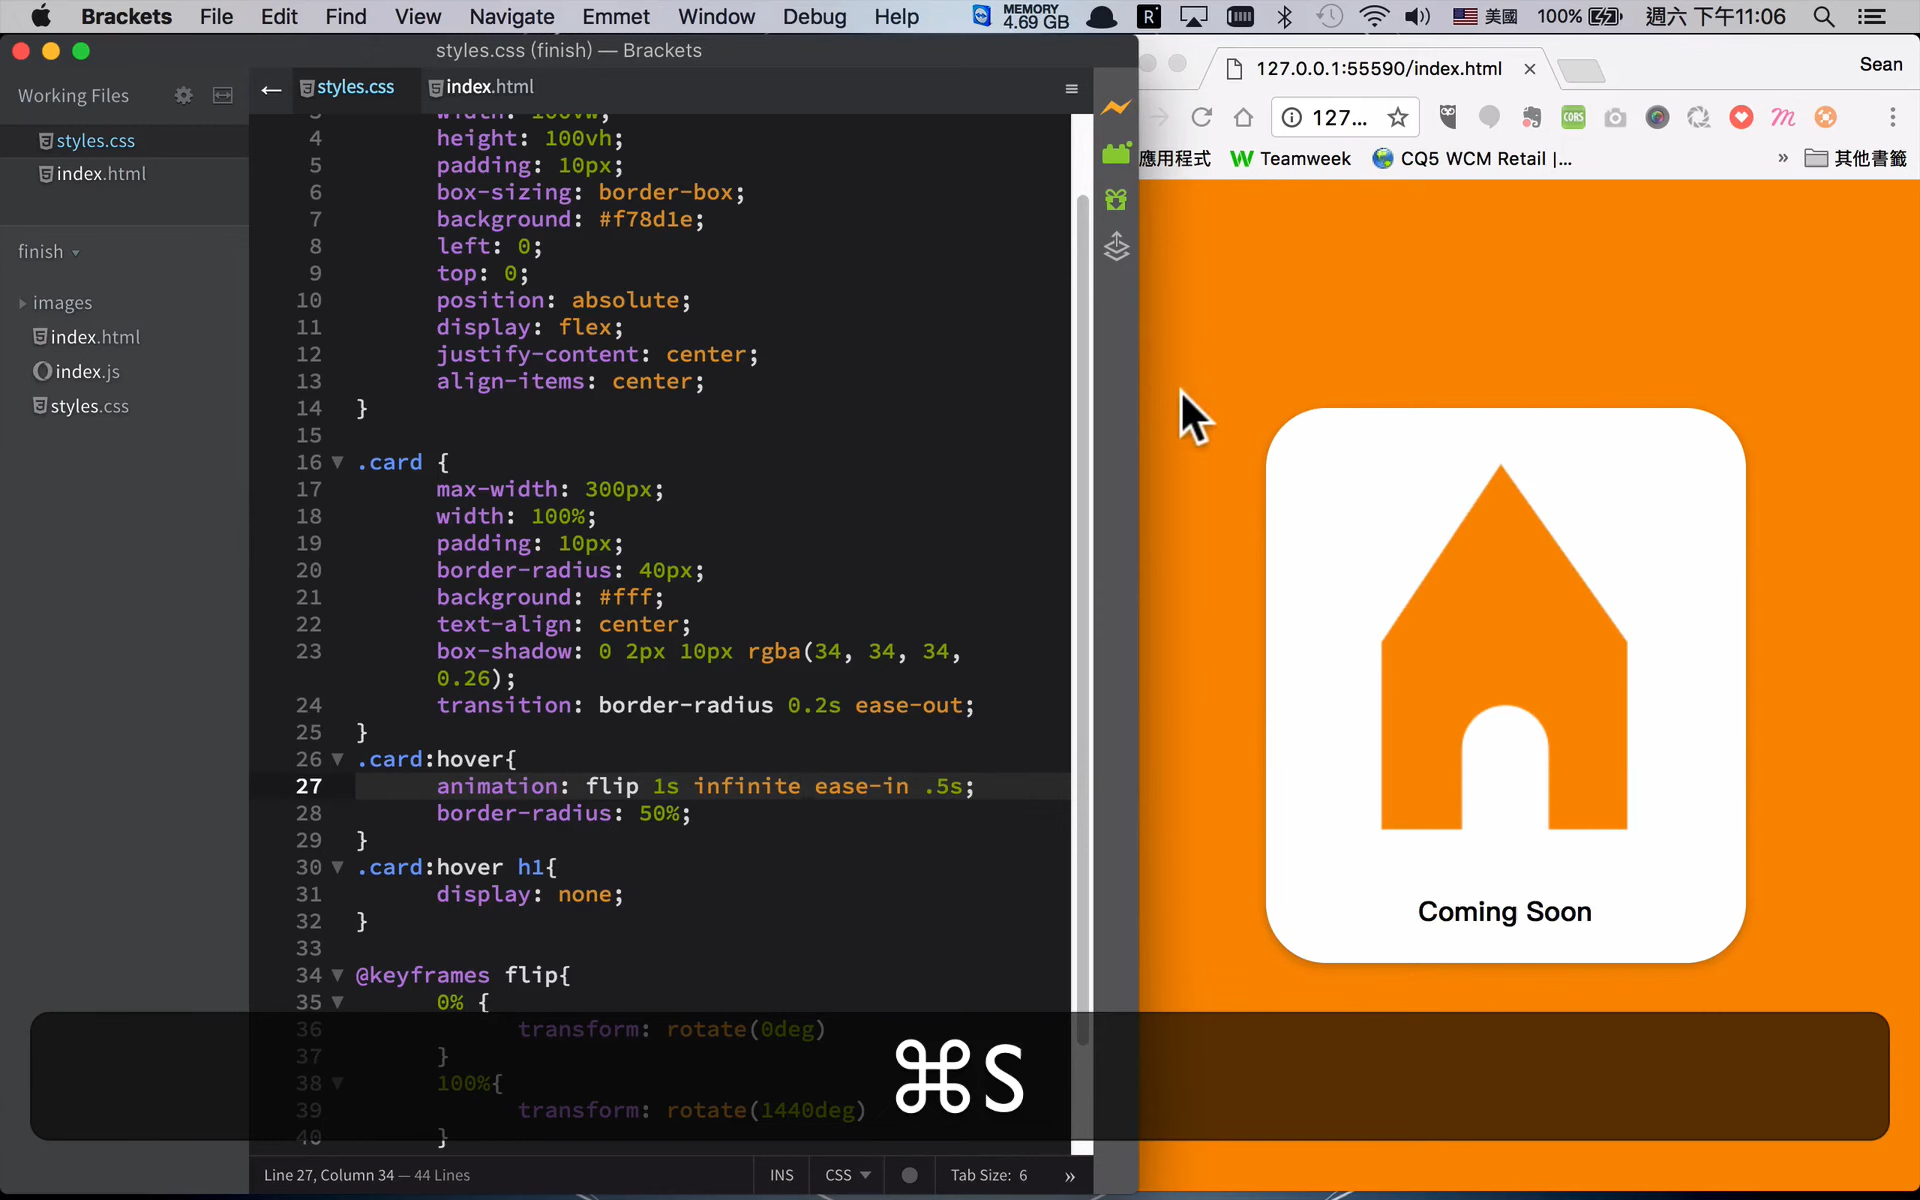 Brackets File Edit Find View Navigate Emmet Window Debug Help MEMORY 4.69 GB R 美國 100% 週六 下午11:06
styles.css (finish) — Brackets
Working Files
styles.css
index.html
finish
images
index.html
index.js
styles.css
styles.css index.html
3 width: 100vw;
4 height: 100vh;
5 padding: 10px;
6 box-sizing: border-box;
7 background: #f78d1e;
8 left: 0;
9 top: 0;
10 position: absolute;
11 display: flex;
12 justify-content: center;
13 align-items: center;
14 }
15
16 .card {
17 max-width: 300px;
18 width: 100%;
19 padding: 10px;
20 border-radius: 40px;
21 background: #fff;
22 text-align: center;
23 box-shadow: 0 2px 10px rgba(34, 34, 34,
0.26);
24 transition: border-radius 0.2s ease-out;
25 }
26 .card:hover{
27 animation: flip 1s infinite ease-in .5s;
28 border-radius: 50%;
29 }
30 .card:hover h1{
31 display: none;
32 }
33
34 @keyframes flip{
35 0% {
36 transform: rotate(0deg)
37 }
38 100%{
39 transform: rotate(1440deg)
40 }
⌘S
Line 27, Column 34 — 44 Lines INS CSS Tab Size: 6 »
127.0.0.1:55590/index.html Sean
127... CORS m
應用程式 Teamweek CQ5 WCM Retail |... » 其他書籤
Coming Soon